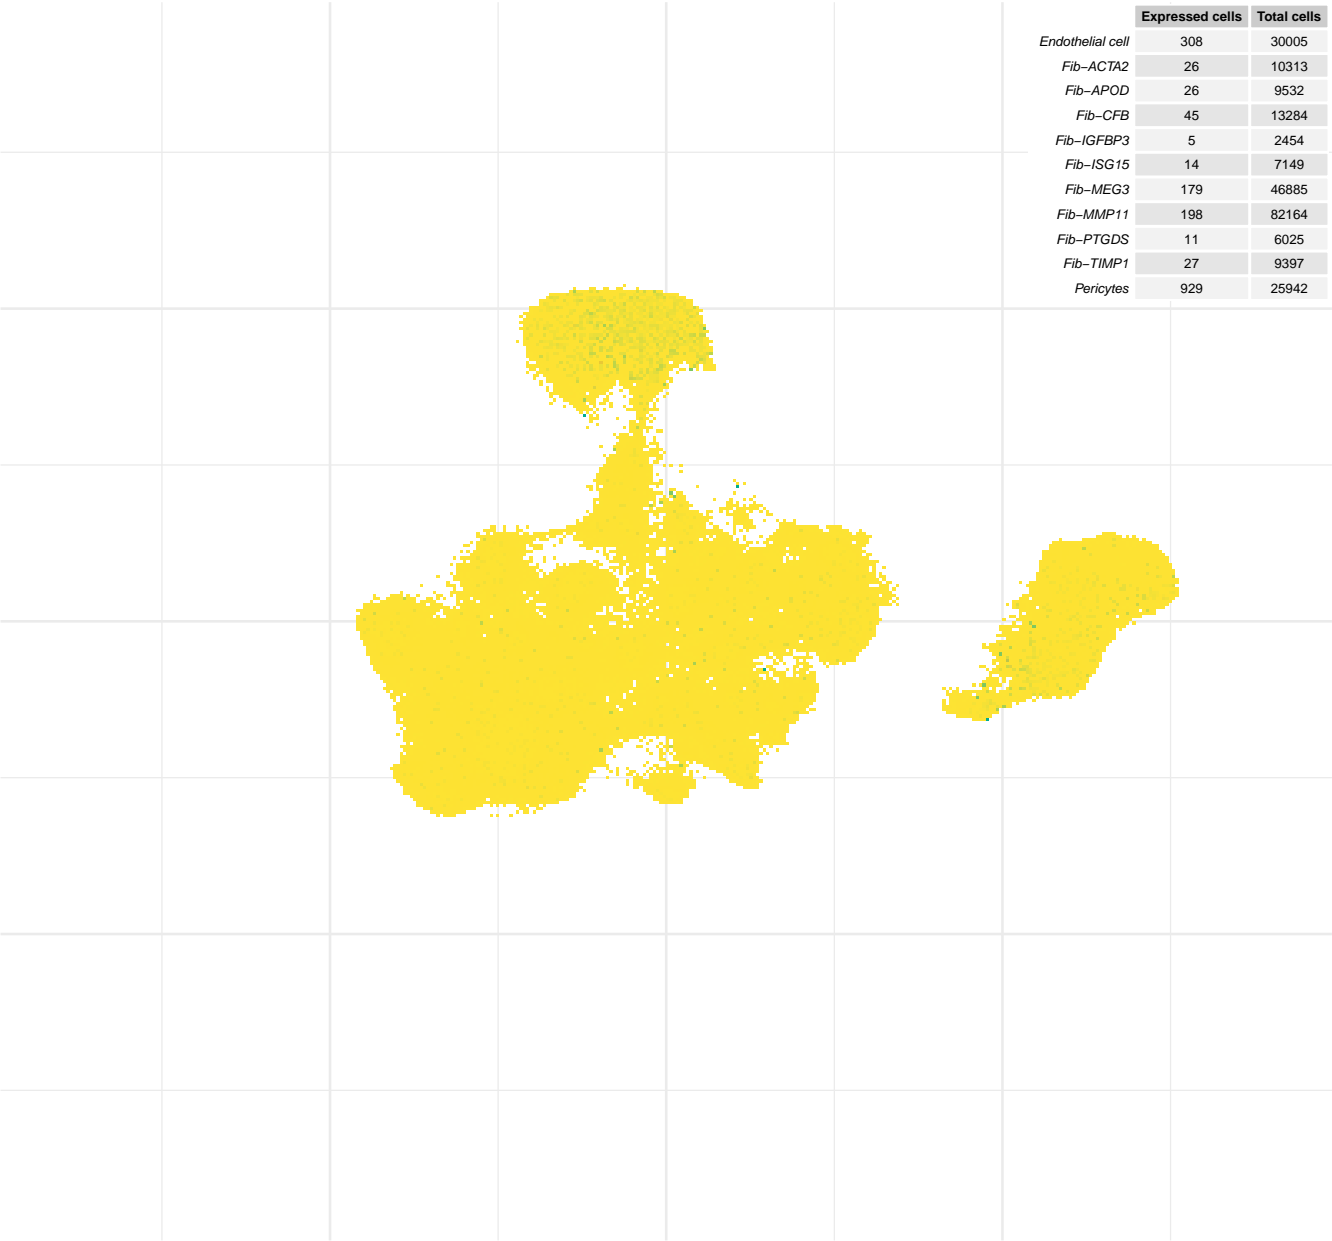 Expressed cells Total cells
Endothelial cell 308 30005
Fib−ACTA2 26 10313
Fib−APOD 26 9532
Fib−CFB 45 13284
Fib−IGFBP3 5 2454
Fib−ISG15 14 7149
Fib−MEG3 179 46885
Fib−MMP11 198 82164
Fib−PTGDS 11 6025
Fib−TIMP1 27 9397
Pericytes 929 25942